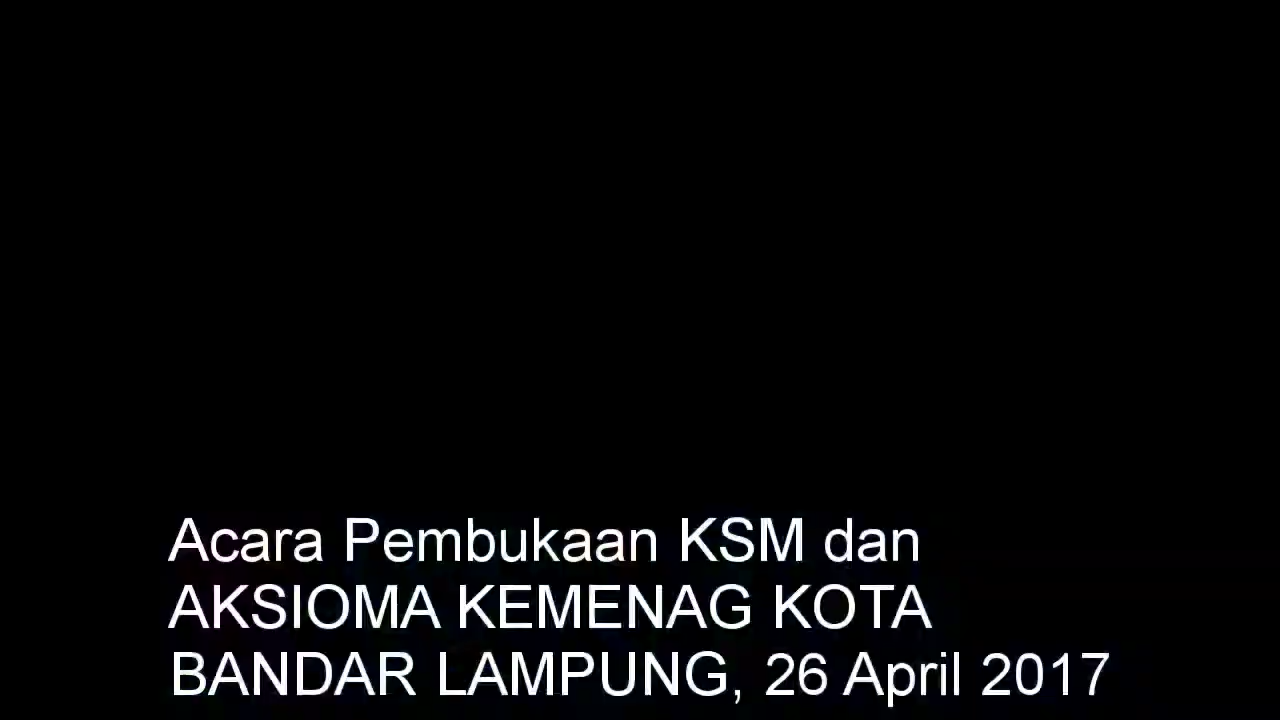 Acara Pembukaan KSM dan
AKSIOMA KEMENAG KOTA
BANDAR LAMPUNG, 26 April 2017